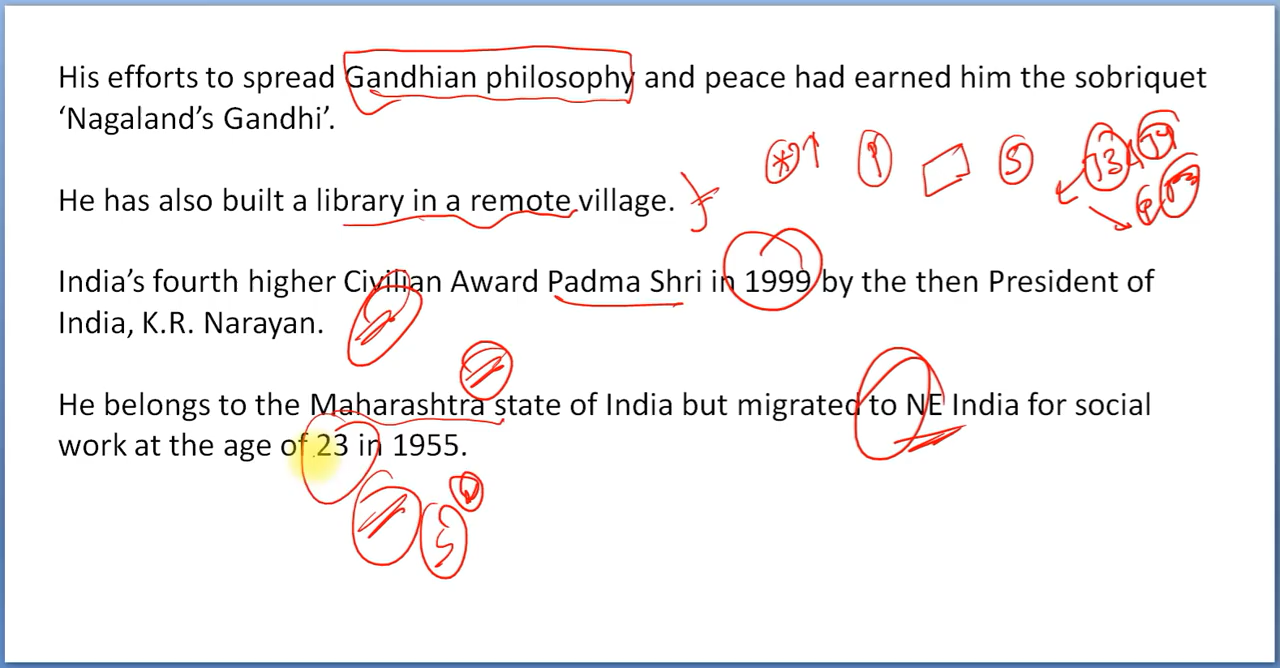 His efforts to spread Gandhian philosophy and peace had earned him the sobriquet
‘Nagaland’s Gandhi’.
He has also built a library in a remote village.
India’s fourth higher Civilian Award Padma Shri in 1999 by the then President of
India, K.R. Narayan.
He belongs to the Maharashtra state of India but migrated to NE India for social
work at the age of 23 in 1955.